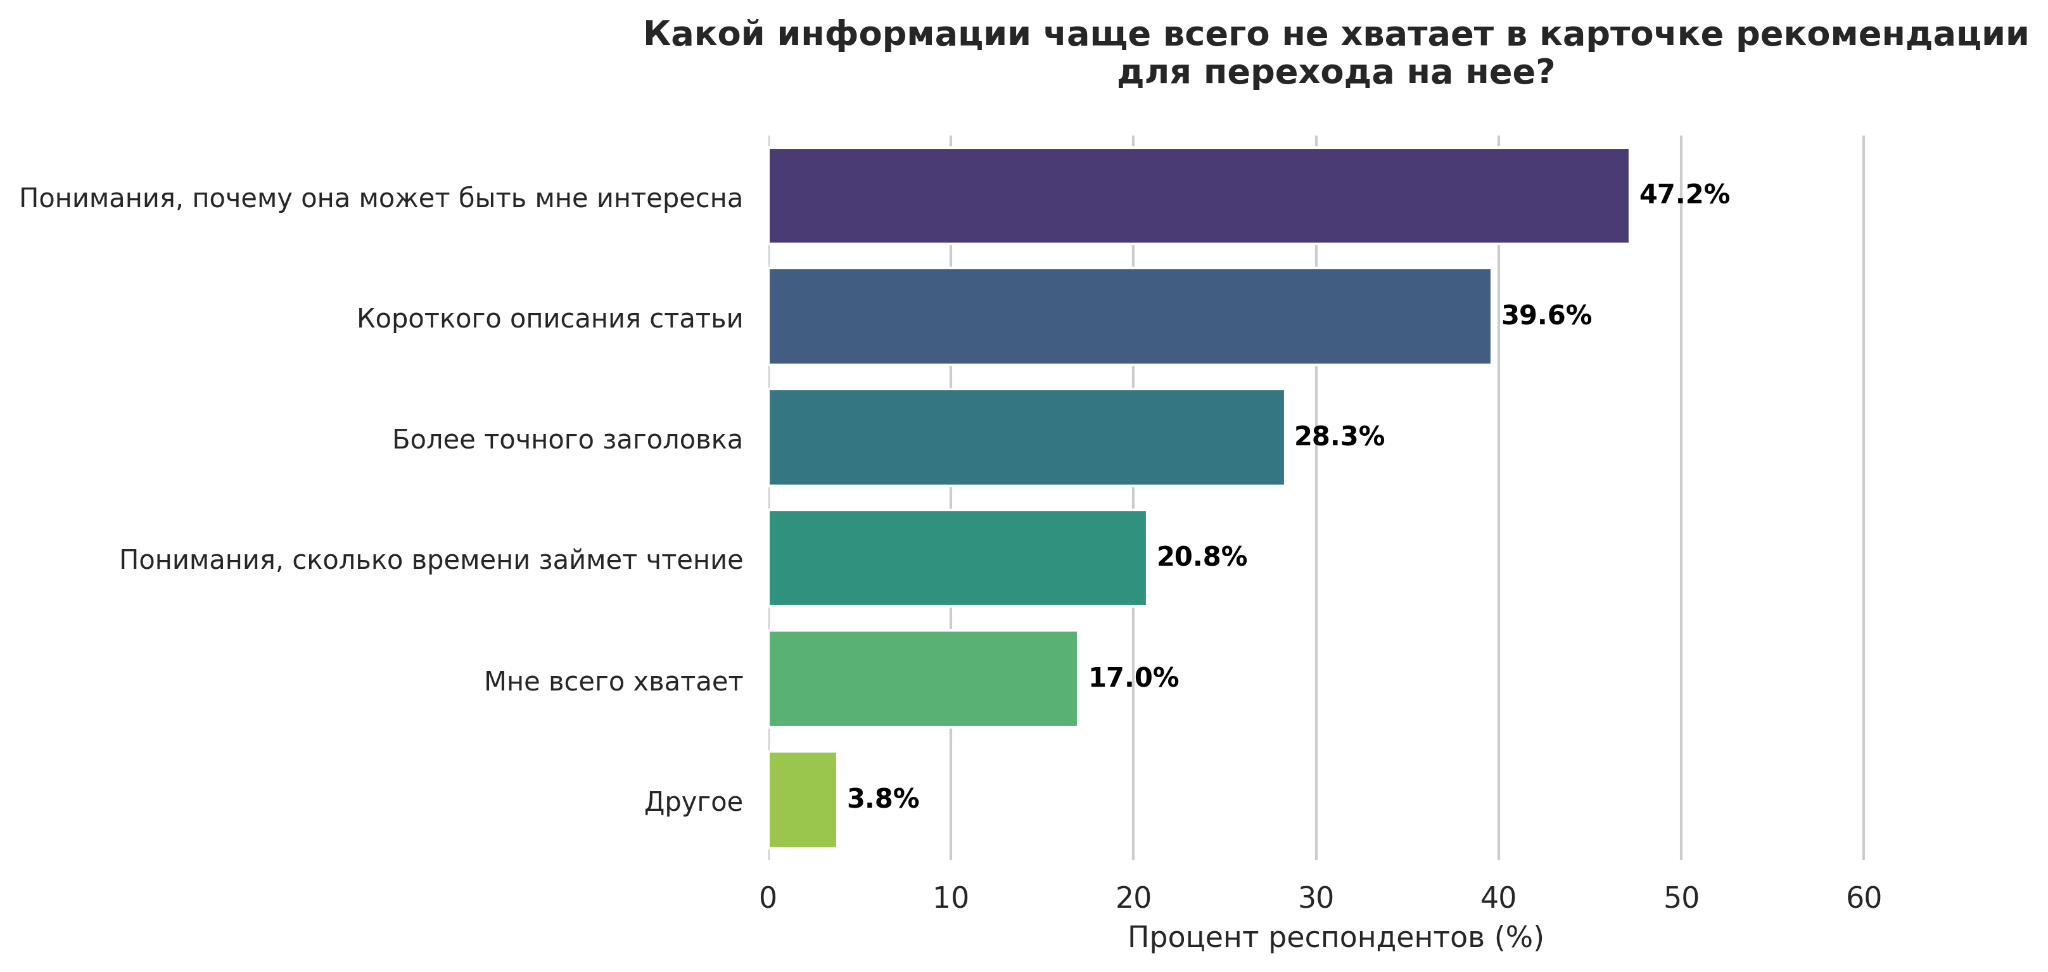 Какой информации чаще всего не хватает в карточке рекомендации
для перехода на нее?
Понимания, почему она может быть мне интересна
47.2%
Короткого описания статьи
39.6%
Более точного заголовка
28.3%
Понимания, сколько времени займет чтение
20.8%
Мне всего хватает
17.0%
Другое
3.8%
0 10 20 30 40 50 60
Процент респондентов (%)